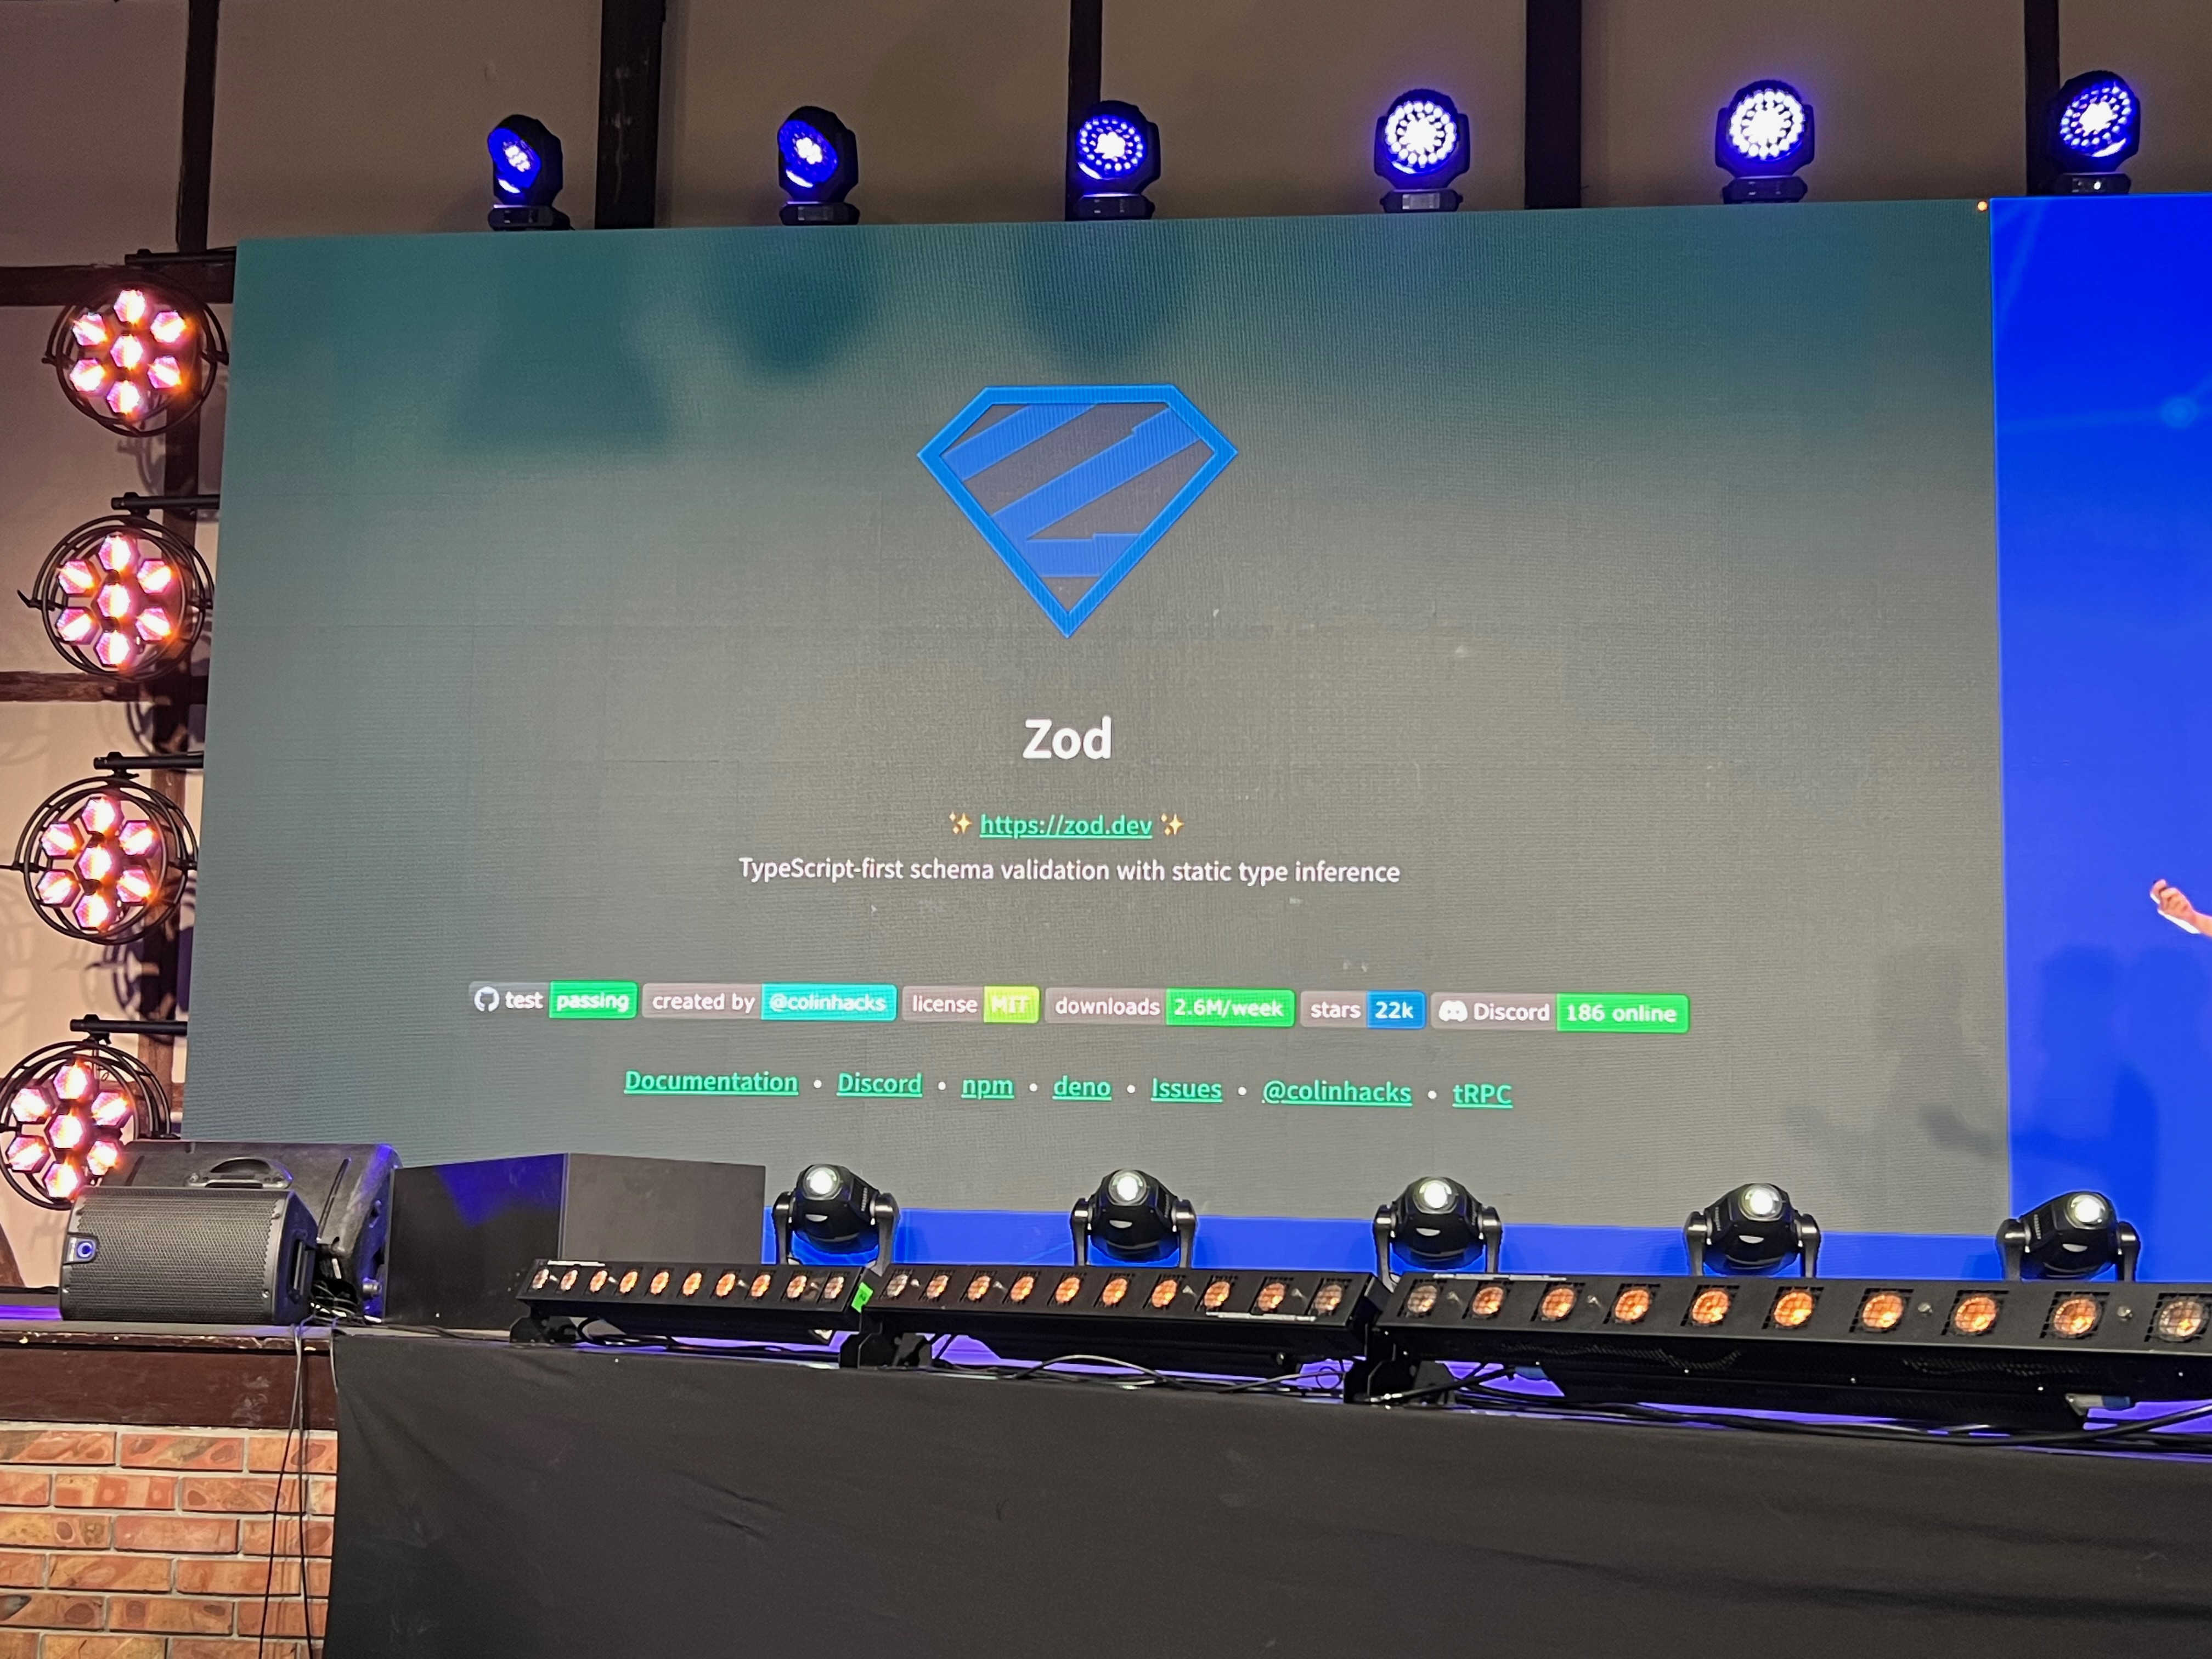 Zod
✨ https://zod.dev ✨
TypeScript-first schema validation with static type inference
test passing created by @colinhacks license MIT downloads 2.6M/week stars 22k Discord 186 online
Documentation • Discord • npm • deno • Issues • @colinhacks • tRPC